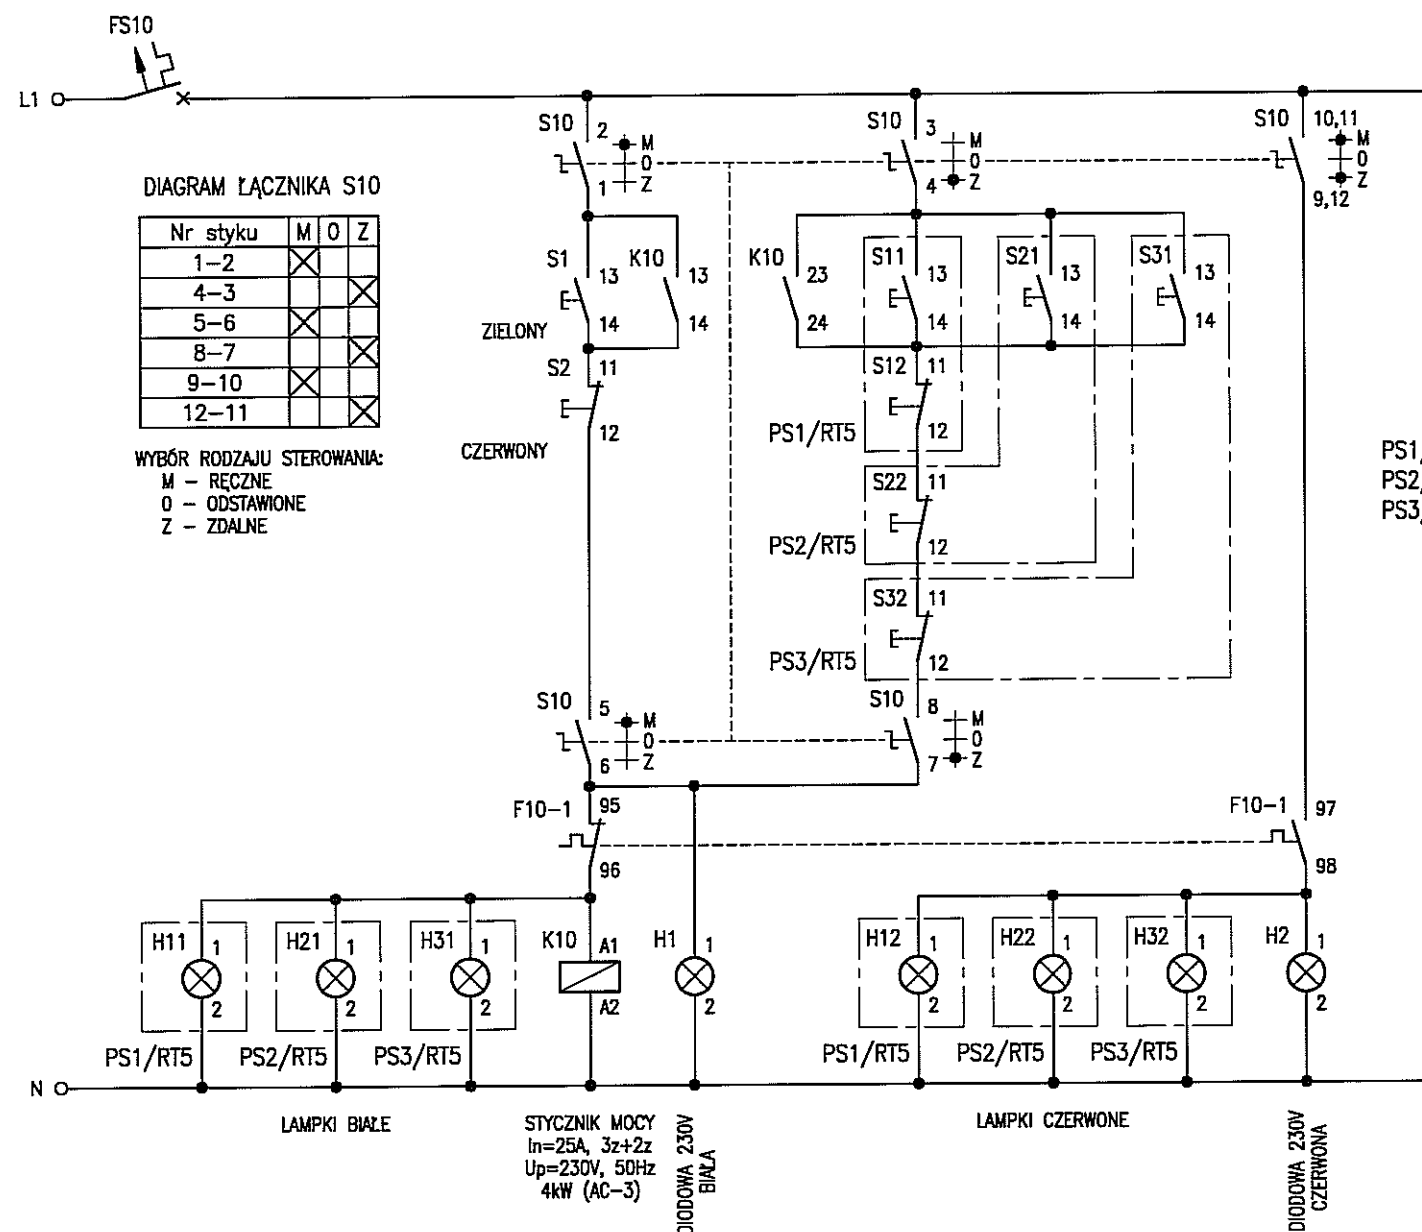 FS10
L1
S10 2
M
0
Z
1
S10 3
M
0
Z
4
S10 10,11
M
0
Z
9,12
DIAGRAM ŁĄCZNIKA S10
Nr styku M 0 Z
1-2
4-3
5-6
8-7
9-10
12-11
WYBÓR RODZAJU STEROWANIA:
M - RĘCZNE
0 - ODSTAWIONE
Z - ZDALNE
S1 13
14
ZIELONY
K10 13
14
S2 11
12
CZERWONY
K10 23
24
S11 13
14
S21 13
14
S31 13
14
S12 11
12
PS1/RT5
S22 11
12
PS2/RT5
S32 11
12
PS3/RT5
PS1/
PS2/
PS3/
S10 5
M
0
Z
6
S10 8
M
0
Z
7
F10-1 95
96
F10-1 97
98
H11 1
2
PS1/RT5
H21 1
2
PS2/RT5
H31 1
2
PS3/RT5
K10 A1
A2
H1 1
2
H12 1
2
PS1/RT5
H22 1
2
PS2/RT5
H32 1
2
PS3/RT5
H2 1
2
N
LAMPKI BIAŁE
STYCZNIK MOCY
In=25A, 3z+2z
Up=230V, 50Hz
4kW (AC-3)
DIODOWA 230V
BIAŁA
LAMPKI CZERWONE
DIODOWA 230V
CZERWONA